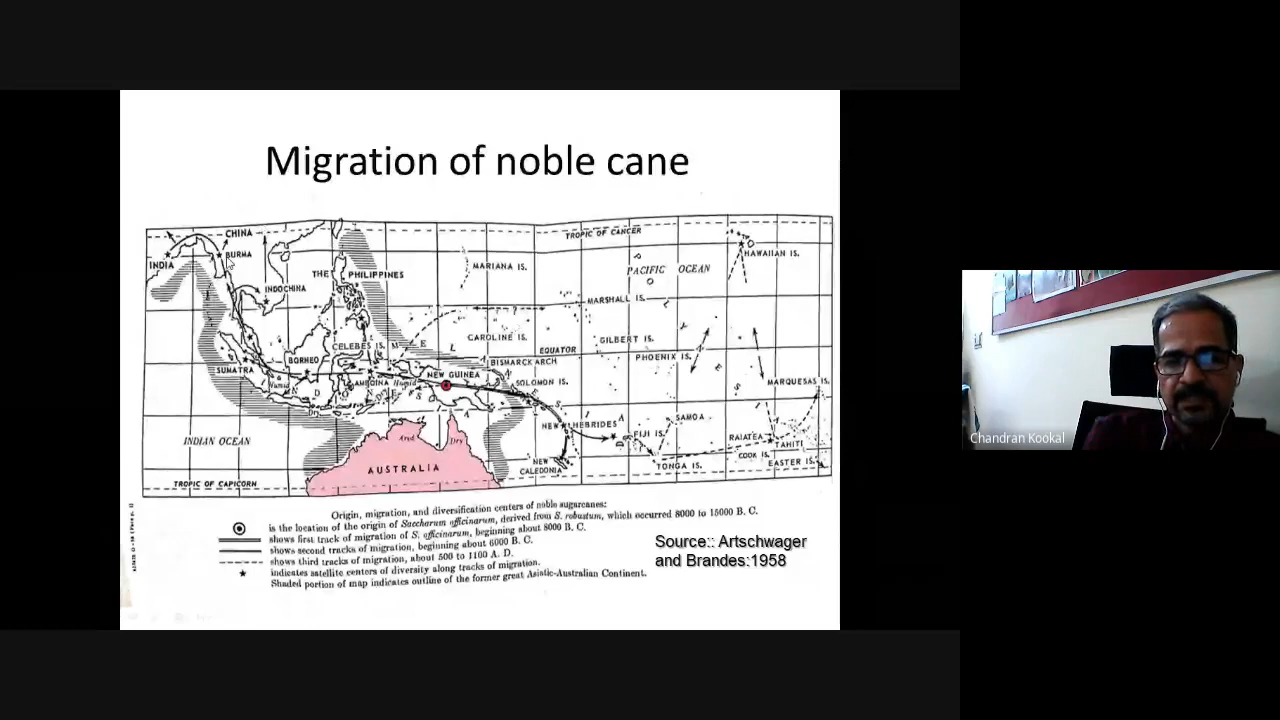 Migration of noble cane
TROPIC OF CANCER
CHINA
INDIA
BURMA
HAWAIIAN IS.
MARIANA IS.
PACIFIC OCEAN
THE PHILIPPINES
INDOCHINA
MARSHALL IS.
CAROLINE IS.
GILBERT IS.
CELEBES IS.
EQUATOR
PHOENIX IS.
BORNEO
BISMARCK ARCH
SUMATRA
NEW GUINEA
AMBOINA
Humid
Humid
SOLOMON IS.
MARQUESAS IS.
SAMOA
NEW HEBRIDES
FIJI IS.
INDIAN OCEAN
Arid
Dry
RAIATEA
TAHITI
COOK IS.
EASTER IS.
TONGA IS.
AUSTRALIA
NEW
CALEDONIA
TROPIC OF CAPICORN
Origin, migration, and diversification centers of noble sugarcanes:
is the location of the origin of Saccharum officinarum, derived from S. robustum, which occurred 8000 to 15000 B. C.
shows first track of migration of S. officinarum, beginning about 8000 B. C.
shows second tracks of migration, beginning about 6000 B. C.
shows third tracks of migration, about 500 to 1100 A. D.
indicates satellite centers of diversity along tracks of migration.
Shaded portion of map indicates outline of the former great Asiatic-Australian Continent.
Source:: Artschwager
and Brandes:1958
Chandran Kookal